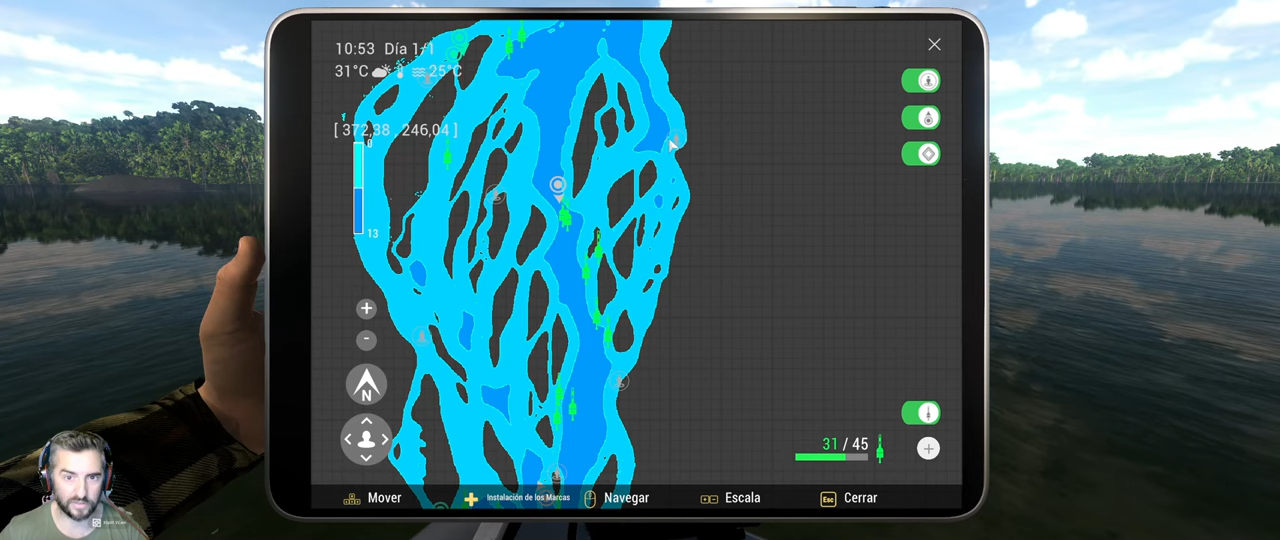 10:53 Día 1-1
31°C 25°C
[ 372,38 , 246,04 ]
0
13
+
-
N
31 / 45
+
Mover
Instalación de los Marcas
Navegar
Escala
Esc
Cerrar